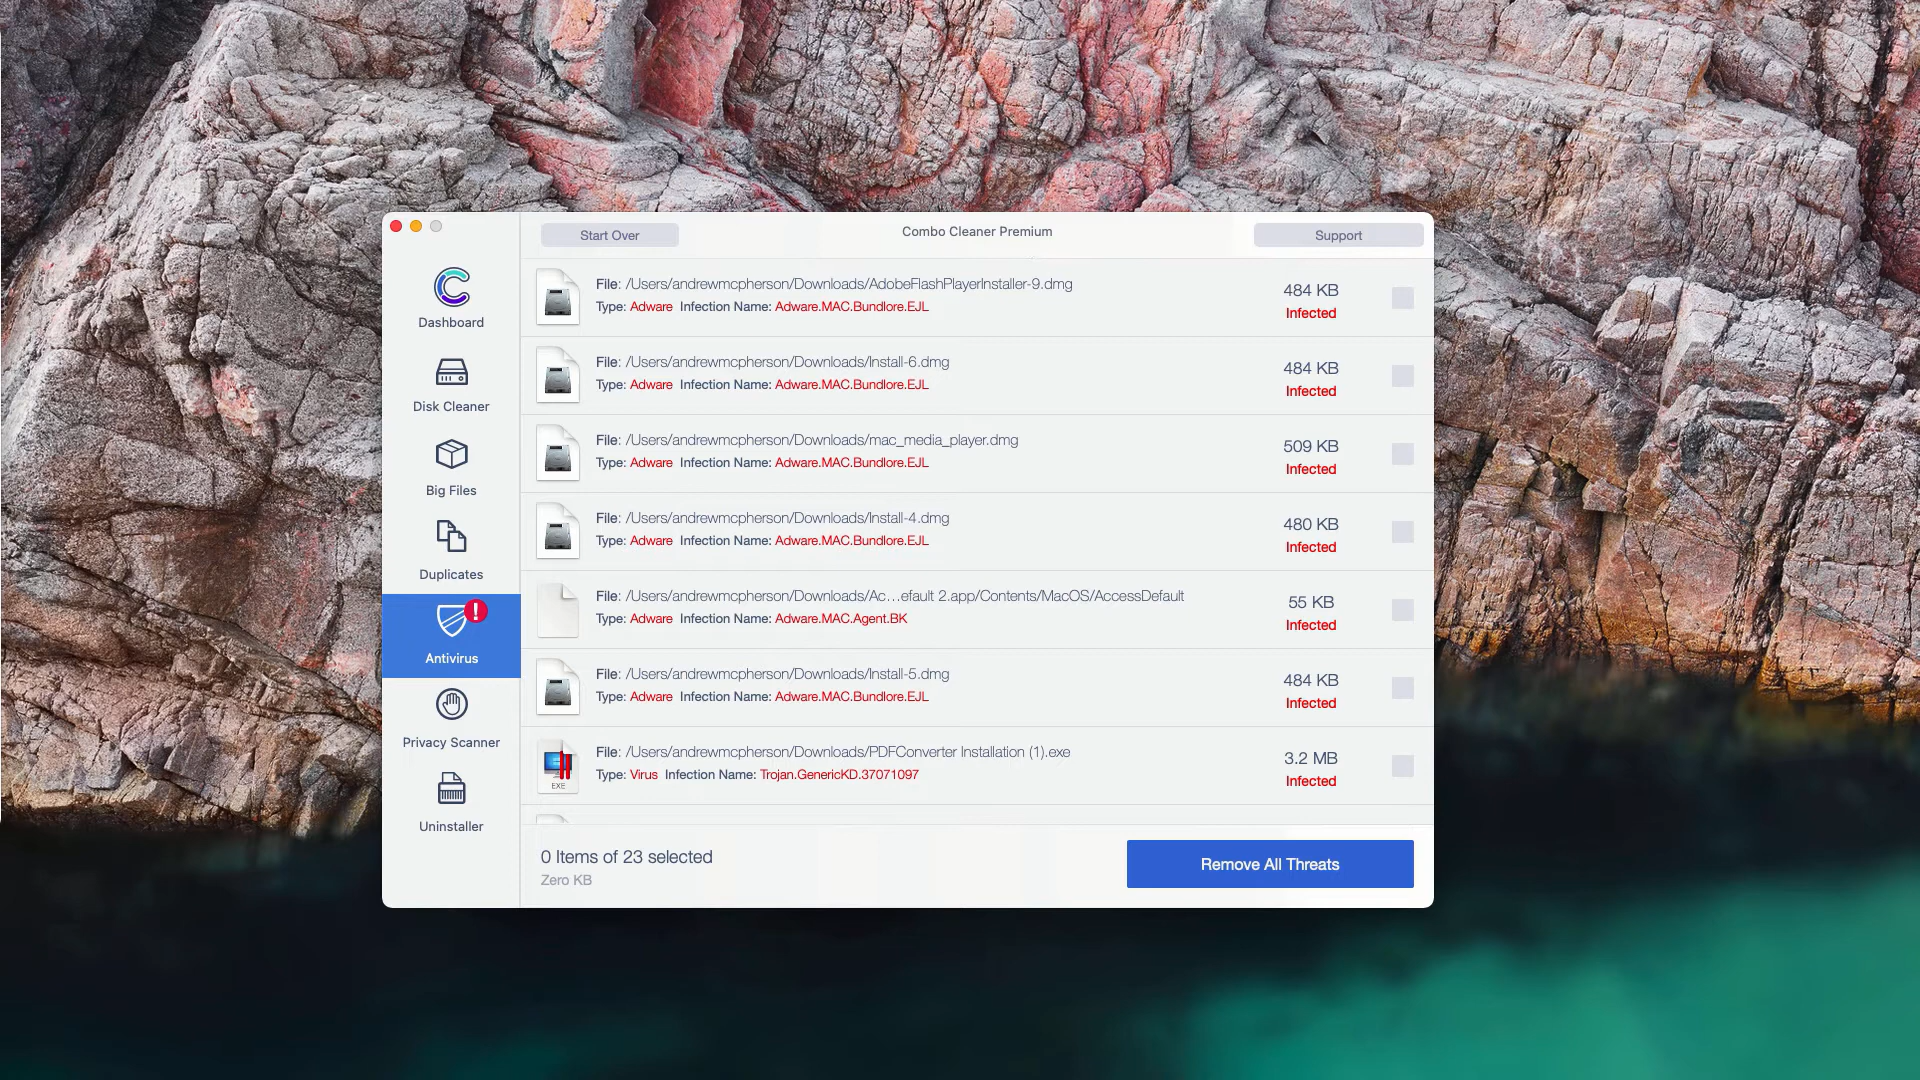 Start Over
Combo Cleaner Premium
Support
Dashboard
Disk Cleaner
Big Files
Duplicates
!
Antivirus
Privacy Scanner
Uninstaller
File: /Users/andrewmcpherson/Downloads/AdobeFlashPlayerInstaller-9.dmg
Type: Adware Infection Name: Adware.MAC.Bundlore.EJL
484 KB
Infected
File: /Users/andrewmcpherson/Downloads/Install-6.dmg
Type: Adware Infection Name: Adware.MAC.Bundlore.EJL
484 KB
Infected
File: /Users/andrewmcpherson/Downloads/mac_media_player.dmg
Type: Adware Infection Name: Adware.MAC.Bundlore.EJL
509 KB
Infected
File: /Users/andrewmcpherson/Downloads/Install-4.dmg
Type: Adware Infection Name: Adware.MAC.Bundlore.EJL
480 KB
Infected
File: /Users/andrewmcpherson/Downloads/Ac...efault 2.app/Contents/MacOS/AccessDefault
Type: Adware Infection Name: Adware.MAC.Agent.BK
55 KB
Infected
File: /Users/andrewmcpherson/Downloads/Install-5.dmg
Type: Adware Infection Name: Adware.MAC.Bundlore.EJL
484 KB
Infected
EXE
File: /Users/andrewmcpherson/Downloads/PDFConverter Installation (1).exe
Type: Virus Infection Name: Trojan.GenericKD.37071097
3.2 MB
Infected
0 Items of 23 selected
Zero KB
Remove All Threats